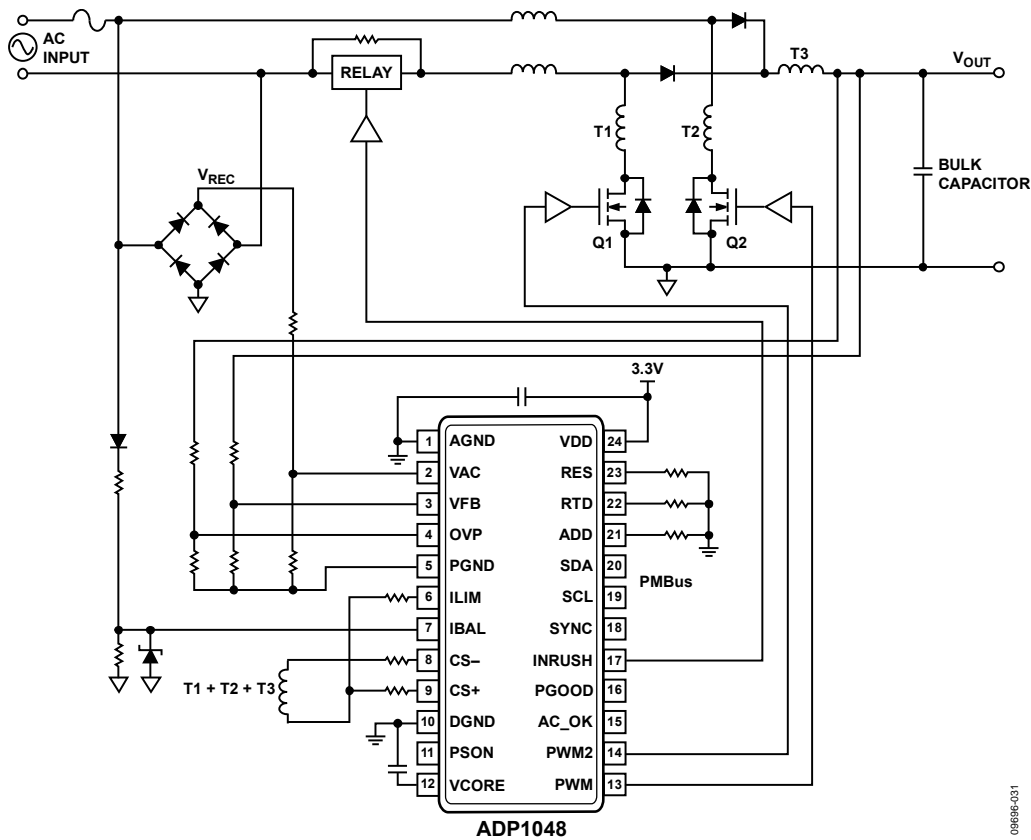 AC
INPUT
RELAY
T3
VOUT
T1
T2
BULK
CAPACITOR
VREC
Q1
Q2
3.3V
1 AGND VDD 24
2 VAC RES 23
3 VFB RTD 22
4 OVP ADD 21
5 PGND SDA 20
PMBus
6 ILIM SCL 19
7 IBAL SYNC 18
8 CS– INRUSH 17
T1 + T2 + T3
9 CS+ PGOOD 16
10 DGND AC_OK 15
11 PSON PWM2 14
12 VCORE PWM 13
ADP1048
09696-031